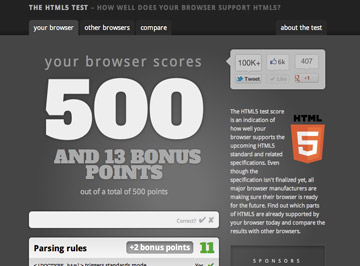 THE HTML5 TEST – HOW WELL DOES YOUR BROWSER SUPPORT HTML5?
your browser
other browsers
compare
about the test
your browser scores
500
AND 13 BONUS
POINTS
out of a total of 500 points
Correct? ✔ ✘
Parsing rules
+2 bonus points
11
<!DOCTYPE html> triggers standards mode
Yes ✔
100K+
6k
407
Tweet
Like
+1
The HTML5 test score
is an indication of
how well your
browser supports the
upcoming HTML5
standard and related
specifications. Even
though the
specification isn't finalized yet, all
major browser manufacturers are
making sure their browser is ready
for the future. Find out which parts
of HTML5 are already supported by
your browser today and compare the
results with other browsers.
HTML
5
SPONSORS